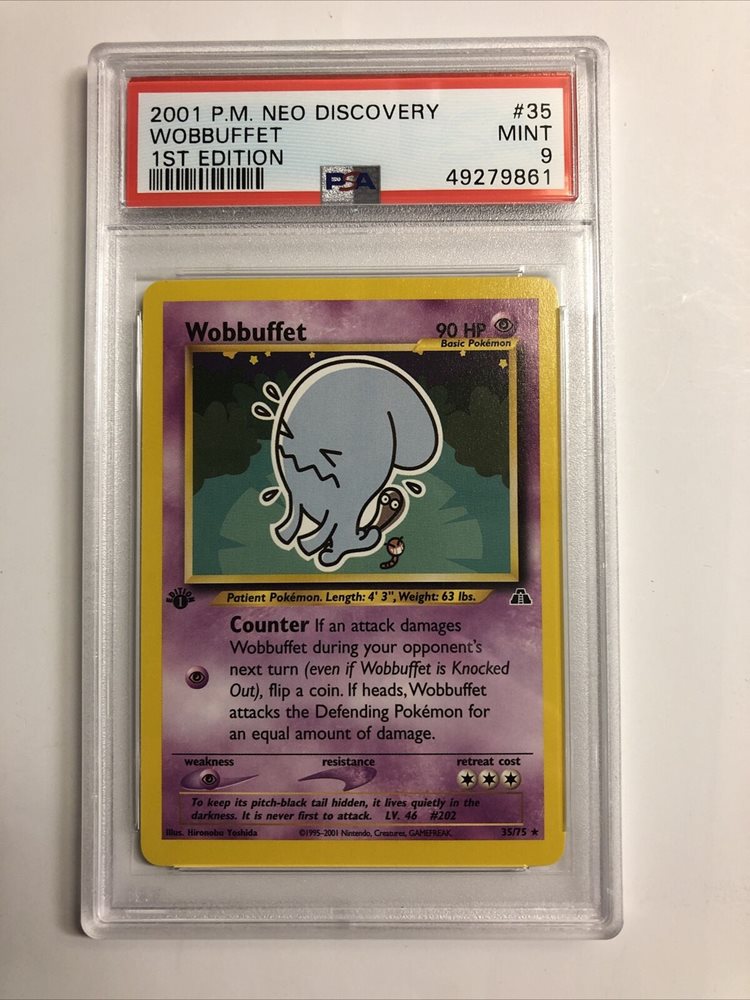 2001 P.M. NEO DISCOVERY #35
WOBBUFFET MINT
1ST EDITION 9
PSA 49279861
Wobbuffet 90 HP
Basic Pokémon
Patient Pokémon. Length: 4' 3", Weight: 63 lbs.
EDITION 1
Counter If an attack damages
Wobbuffet during your opponent's
next turn (even if Wobbuffet is Knocked
Out), flip a coin. If heads, Wobbuffet
attacks the Defending Pokémon for
an equal amount of damage.
weakness resistance retreat cost
To keep its pitch-black tail hidden, it lives quietly in the
darkness. It is never first to attack. LV. 46 #202
Illus. Hironobu Yoshida ©1995-2001 Nintendo, Creatures, GAMEFREAK. 35/75 ★